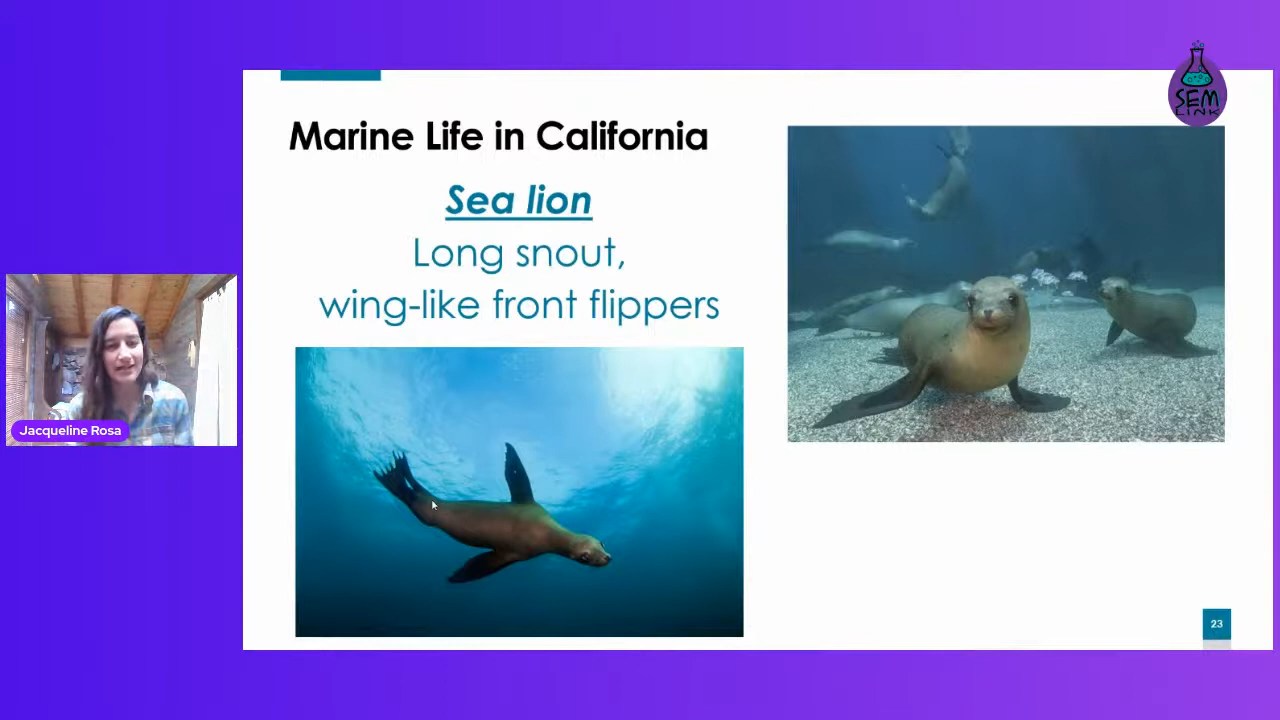 SEM
LINK
Marine Life in California
Sea lion
Long snout,
wing-like front flippers
Jacqueline Rosa
23